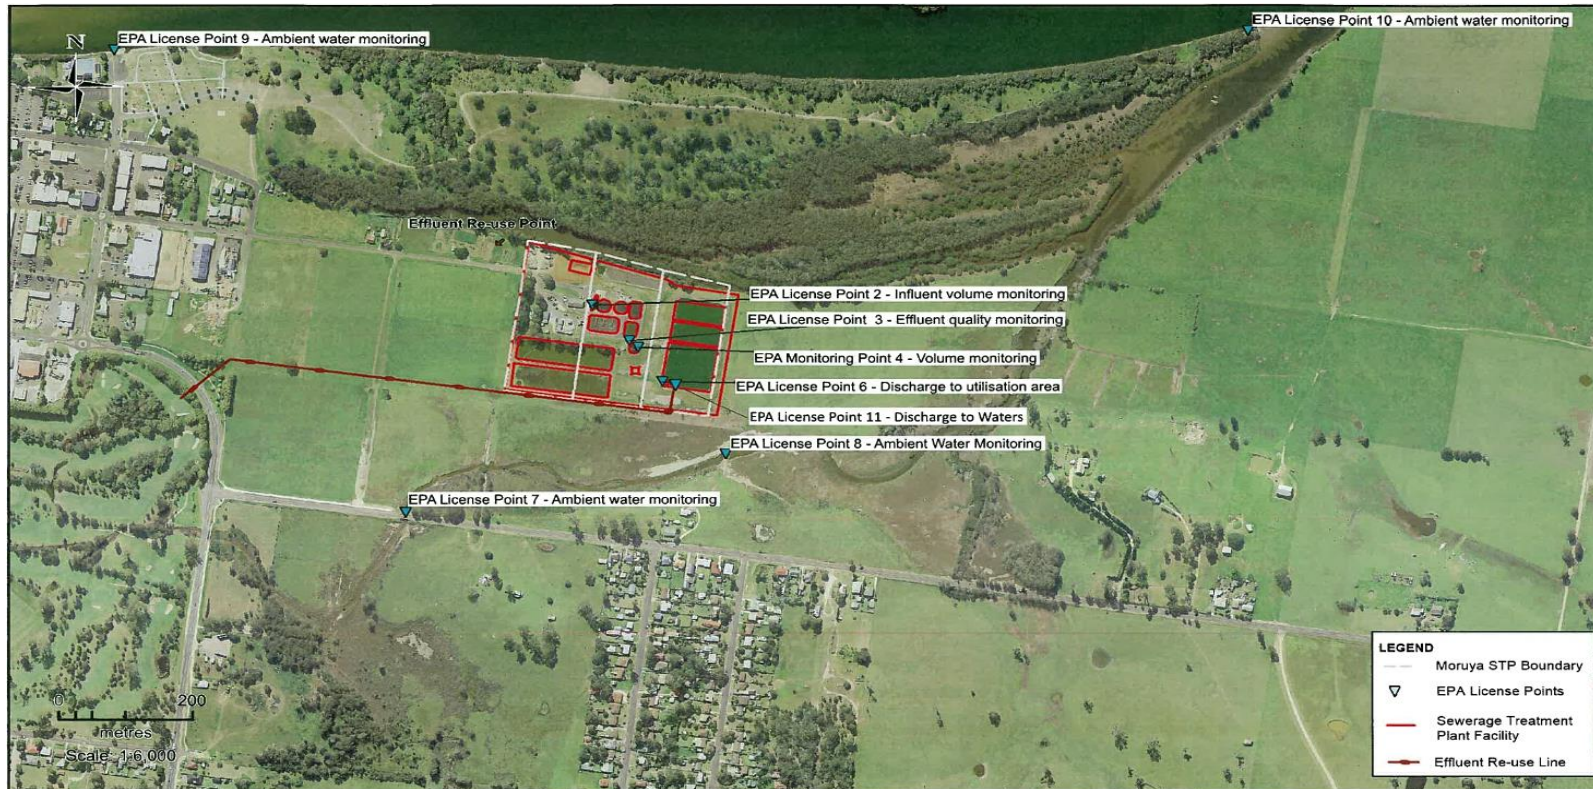 EPA License Point 9 - Ambient water monitoring
EPA License Point 10 - Ambient water monitoring
N
Effluent Re-use Point
EPA License Point 2 - Influent volume monitoring
EPA License Point 3 - Effluent quality monitoring
EPA Monitoring Point 4 - Volume monitoring
EPA License Point 6 - Discharge to utilisation area
EPA License Point 11 - Discharge to Waters
EPA License Point 8 - Ambient Water Monitoring
EPA License Point 7 - Ambient water monitoring
0 200
metres
Scale 1:6,000
LEGEND
Moruya STP Boundary
EPA License Points
Sewerage Treatment
Plant Facility
Effluent Re-use Line